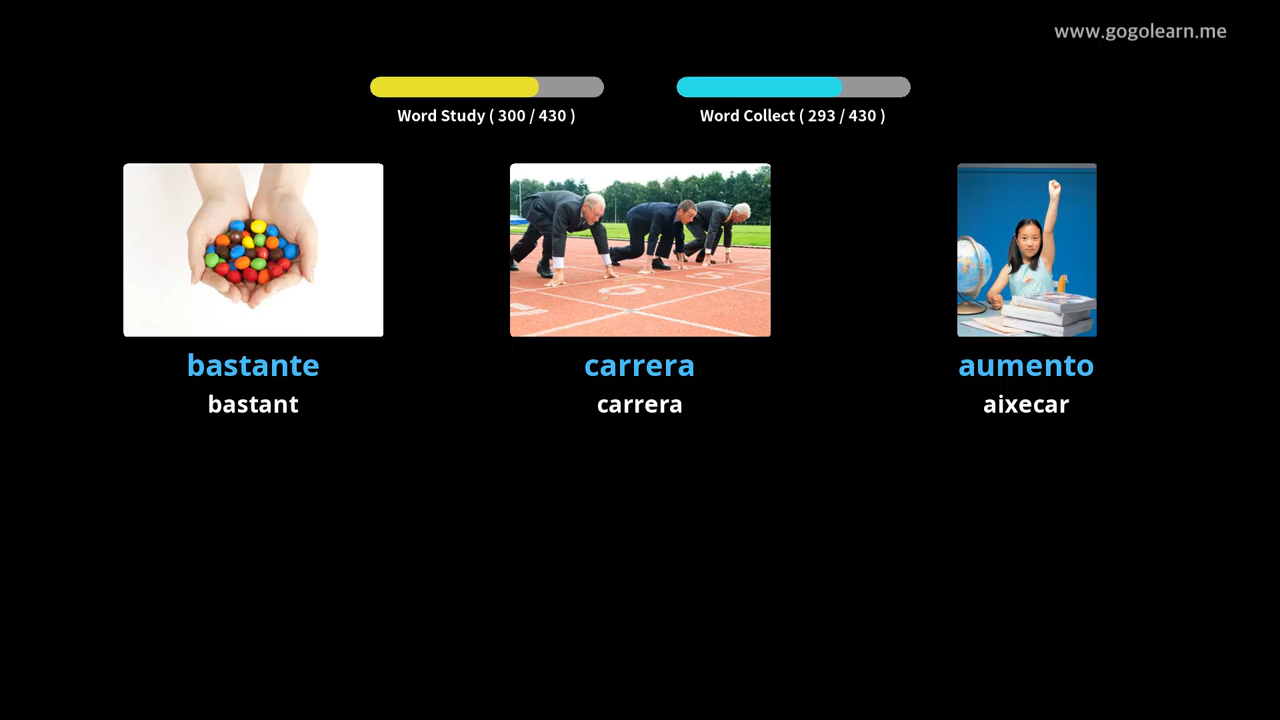 www.gogolearn.me
Word Study ( 300 / 430 )
Word Collect ( 293 / 430 )
bastante
bastant
carrera
carrera
aumento
aixecar